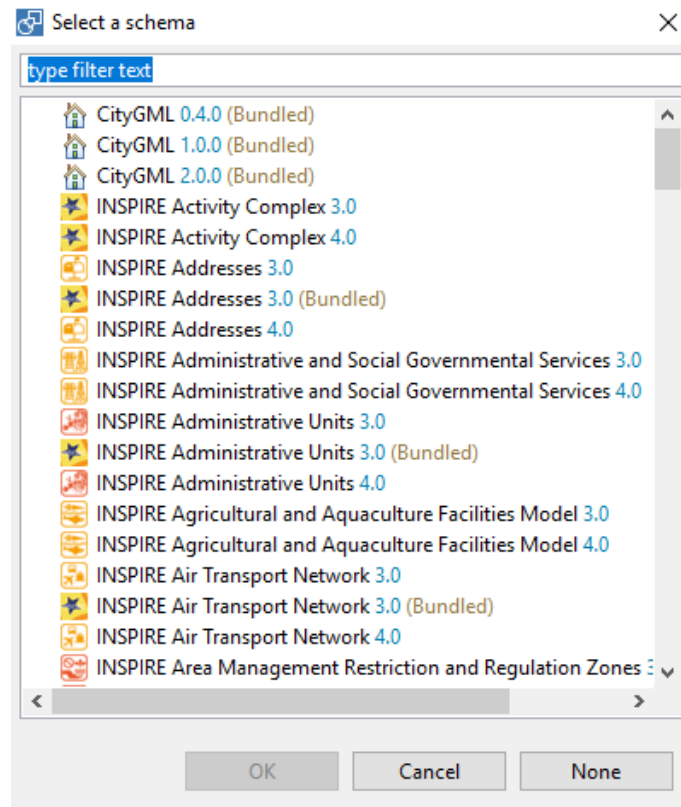 Select a schema
type filter text
CityGML 0.4.0 (Bundled)
CityGML 1.0.0 (Bundled)
CityGML 2.0.0 (Bundled)
INSPIRE Activity Complex 3.0
INSPIRE Activity Complex 4.0
INSPIRE Addresses 3.0
INSPIRE Addresses 3.0 (Bundled)
INSPIRE Addresses 4.0
INSPIRE Administrative and Social Governmental Services 3.0
INSPIRE Administrative and Social Governmental Services 4.0
INSPIRE Administrative Units 3.0
INSPIRE Administrative Units 3.0 (Bundled)
INSPIRE Administrative Units 4.0
INSPIRE Agricultural and Aquaculture Facilities Model 3.0
INSPIRE Agricultural and Aquaculture Facilities Model 4.0
INSPIRE Air Transport Network 3.0
INSPIRE Air Transport Network 3.0 (Bundled)
INSPIRE Air Transport Network 4.0
INSPIRE Area Management Restriction and Regulation Zones
OK Cancel None